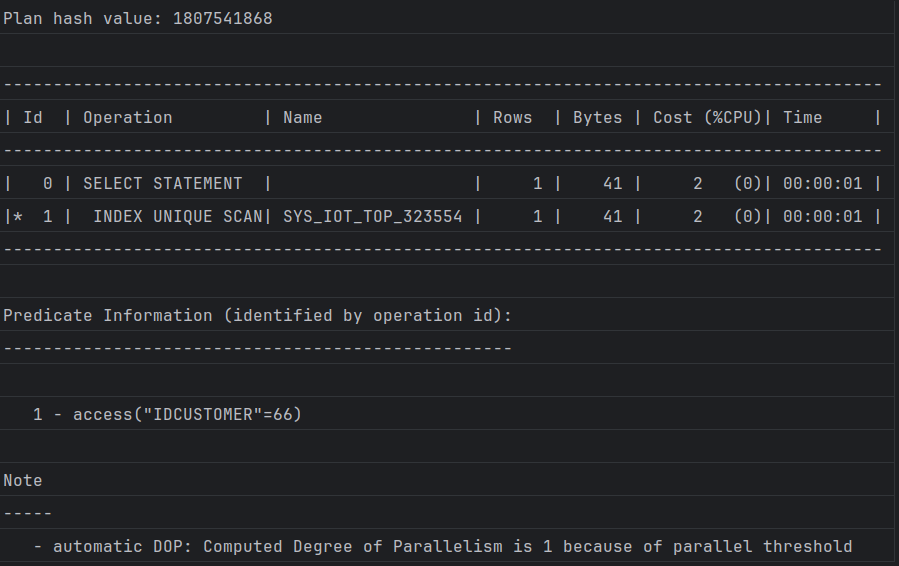 Plan hash value: 1807541868
----------------------------------------------------------------------------------------
| Id  | Operation         | Name               | Rows  | Bytes | Cost (%CPU)| Time     |
----------------------------------------------------------------------------------------
|   0 | SELECT STATEMENT  |                    |     1 |    41 |     2   (0)| 00:00:01 |
|*  1 |  INDEX UNIQUE SCAN| SYS_IOT_TOP_323554 |     1 |    41 |     2   (0)| 00:00:01 |
----------------------------------------------------------------------------------------
Predicate Information (identified by operation id):
---------------------------------------------------
   1 - access("IDCUSTOMER"=66)
Note
-----
   - automatic DOP: Computed Degree of Parallelism is 1 because of parallel threshold